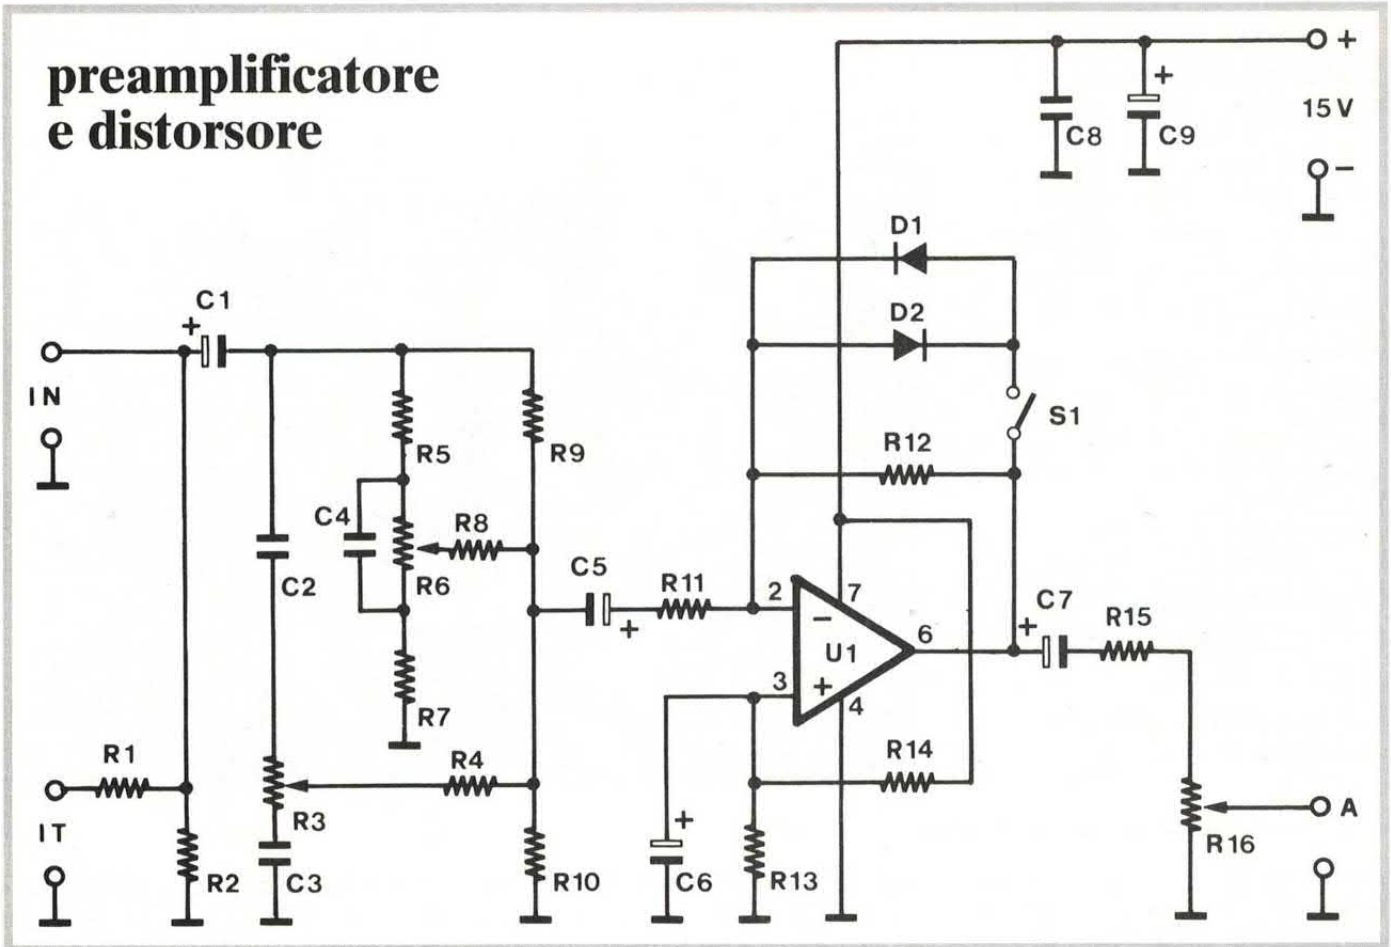 preamplificatore
e distorsore
+
15V
−
C8
+
C9
D1
D2
S1
R12
C1
+
IN
R5
R9
C4
R8
R6
C2
C5
+
R11
2
−
7
U1
6
3
+
4
C7
+
R15
R7
R1
R4
R14
IT
R3
R2
C3
R10
+
C6
R13
R16
A